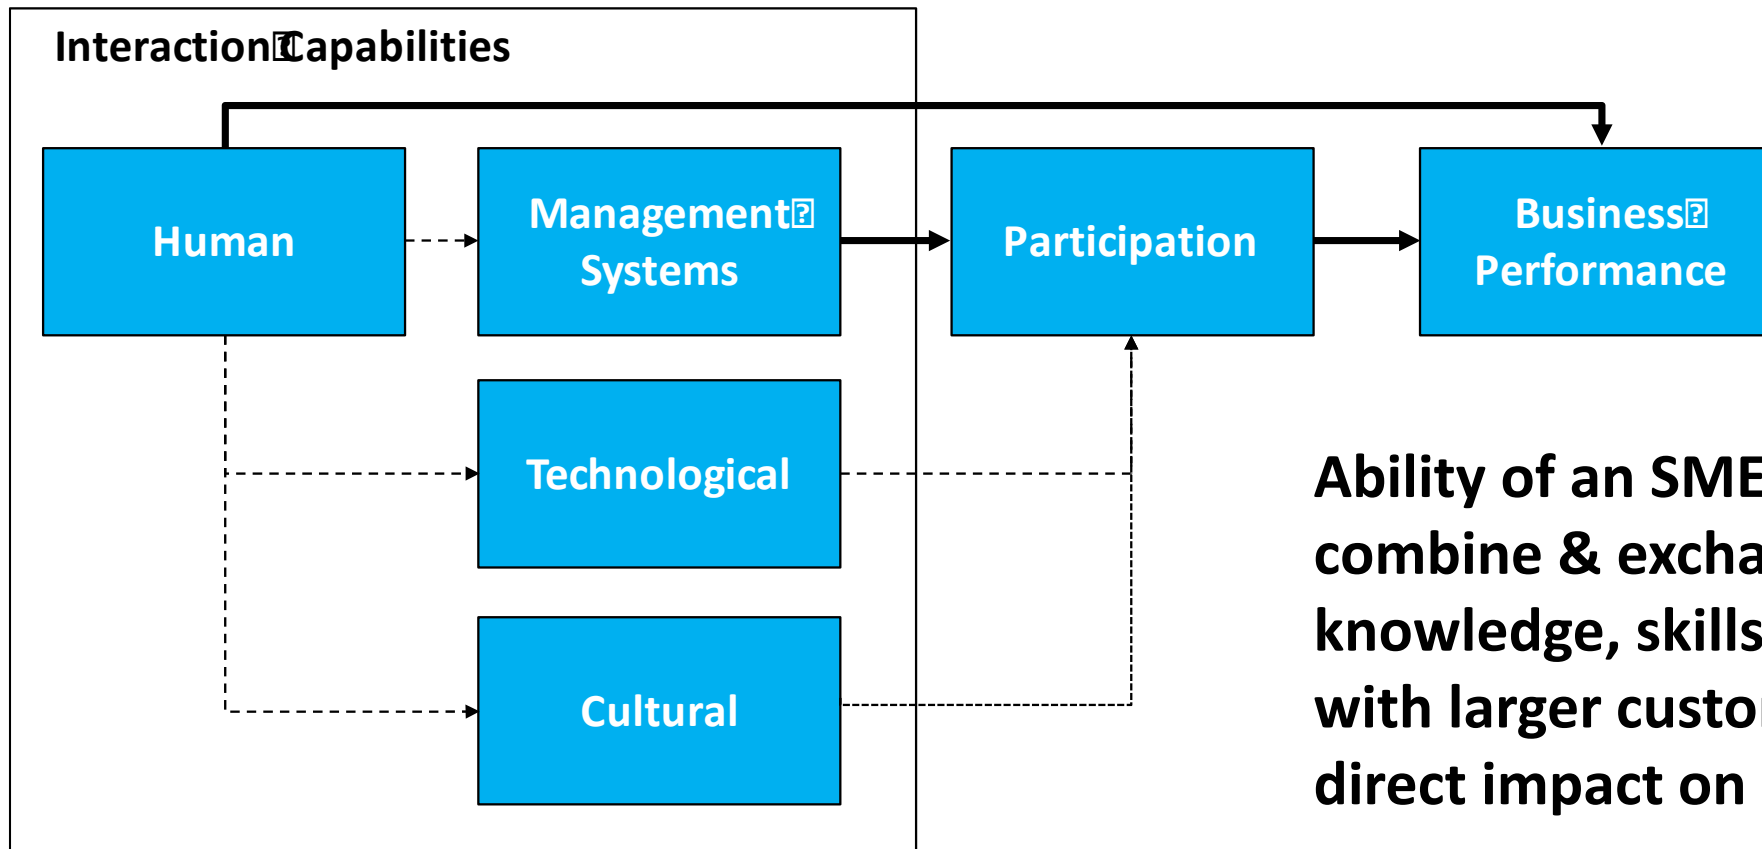 Interaction Capabilities
Human
Management
Systems
Participation
Business
Performance
Technological
Cultural
Ability of an SME
combine & excha
knowledge, skills
with larger custo
direct impact on